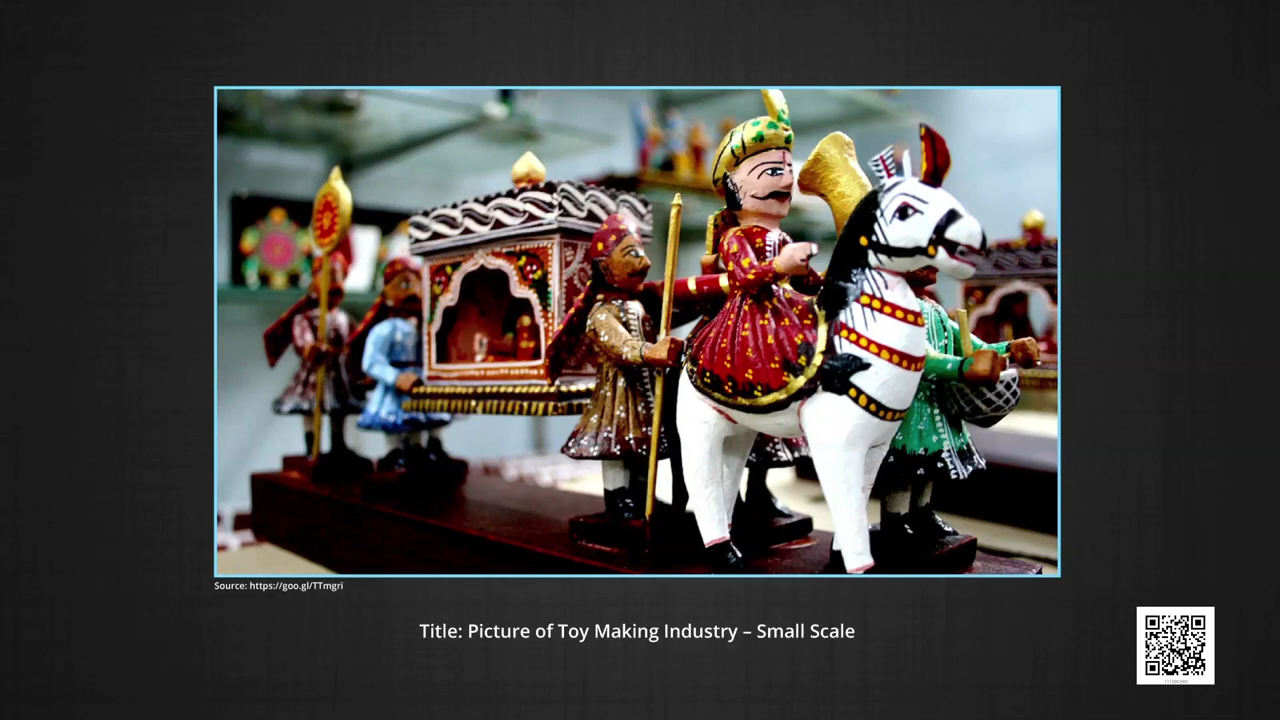 Source: https://goo.gl/TTmgri
Title: Picture of Toy Making Industry – Small Scale